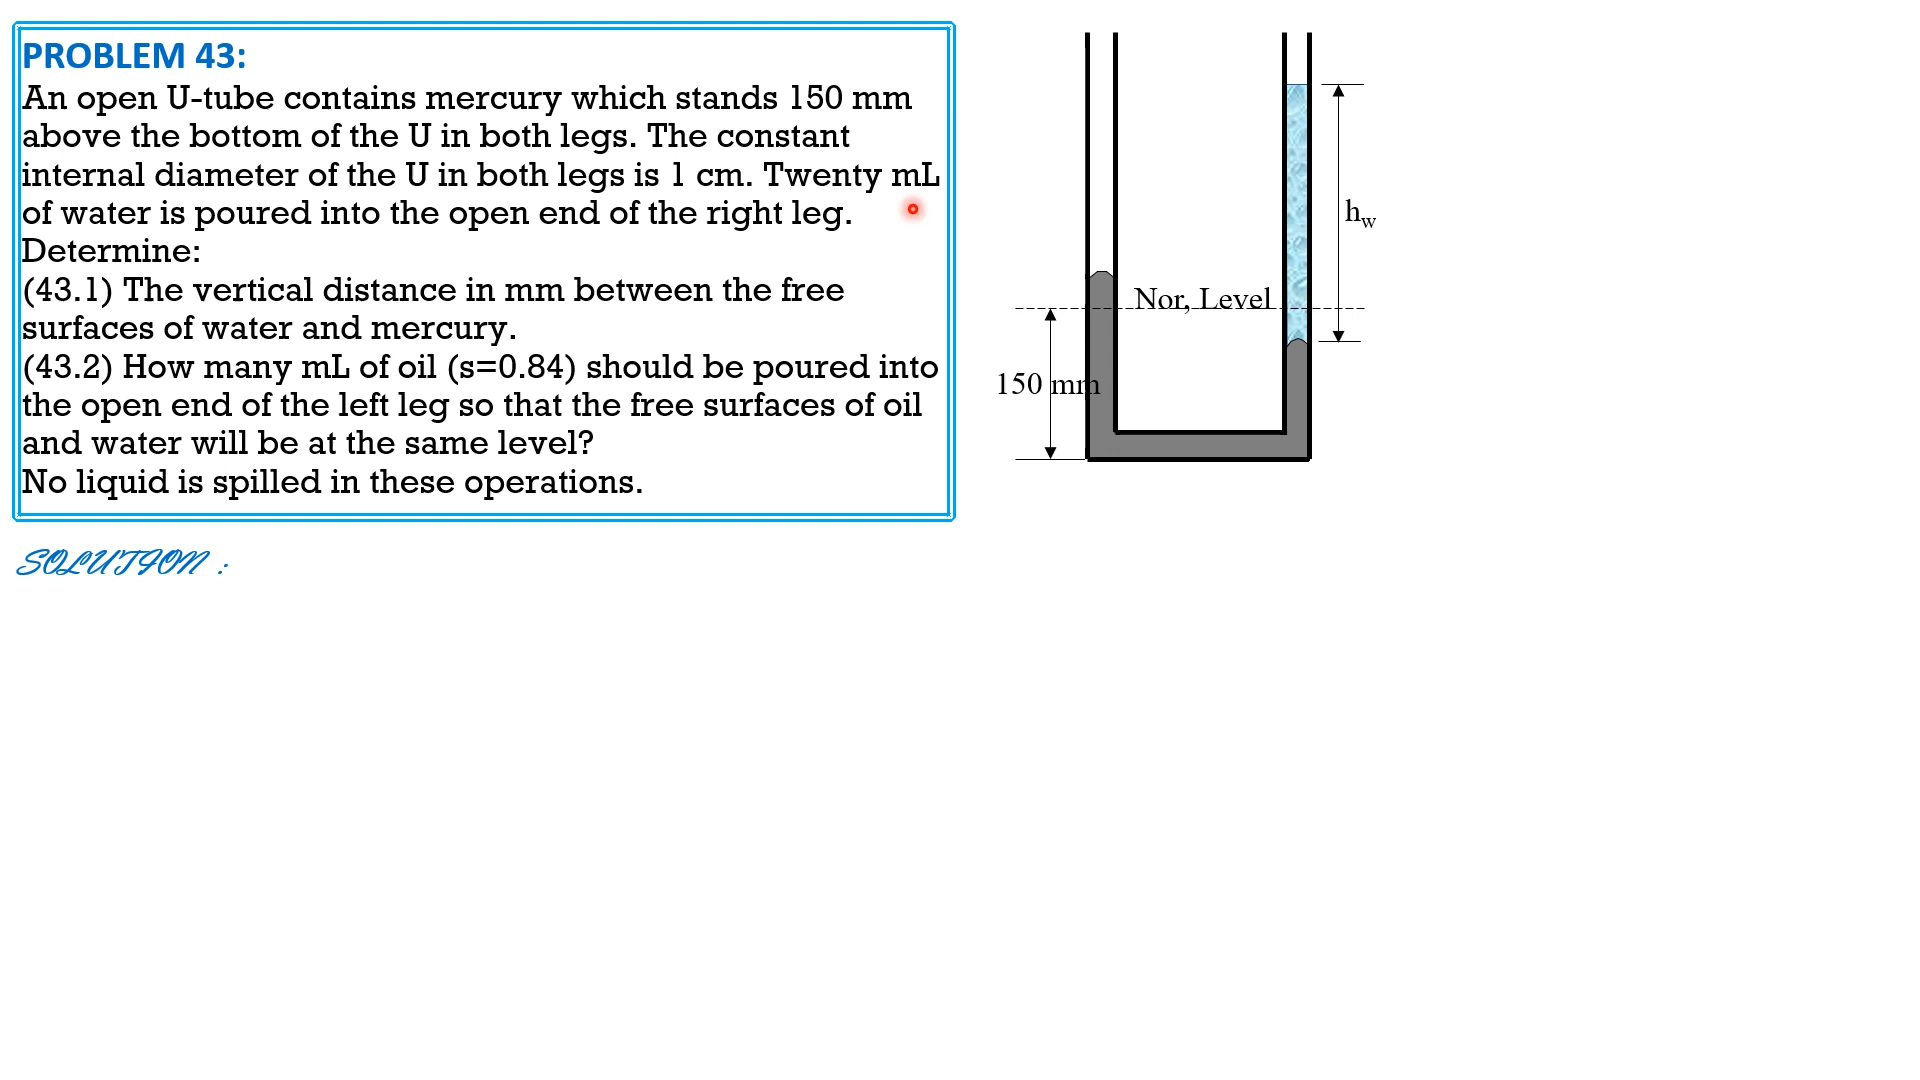 PROBLEM 43:
An open U-tube contains mercury which stands 150 mm
above the bottom of the U in both legs. The constant
internal diameter of the U in both legs is 1 cm. Twenty mL
of water is poured into the open end of the right leg.
Determine:
(43.1) The vertical distance in mm between the free
surfaces of water and mercury.
(43.2) How many mL of oil (s=0.84) should be poured into
the open end of the left leg so that the free surfaces of oil
and water will be at the same level?
No liquid is spilled in these operations.
SOLUTION :
hw
Nor, Level
150 mm